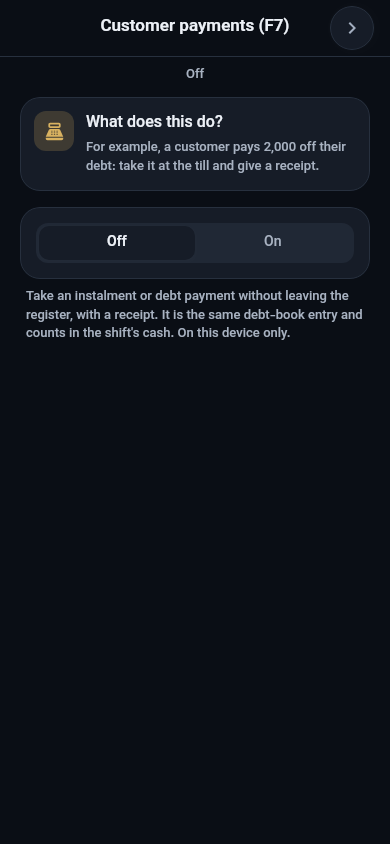 Customer payments (F7)
Off
What does this do?
For example, a customer pays 2,000 off their
debt: take it at the till and give a receipt.
Off
On
Take an instalment or debt payment without leaving the
register, with a receipt. It is the same debt-book entry and
counts in the shift's cash. On this device only.